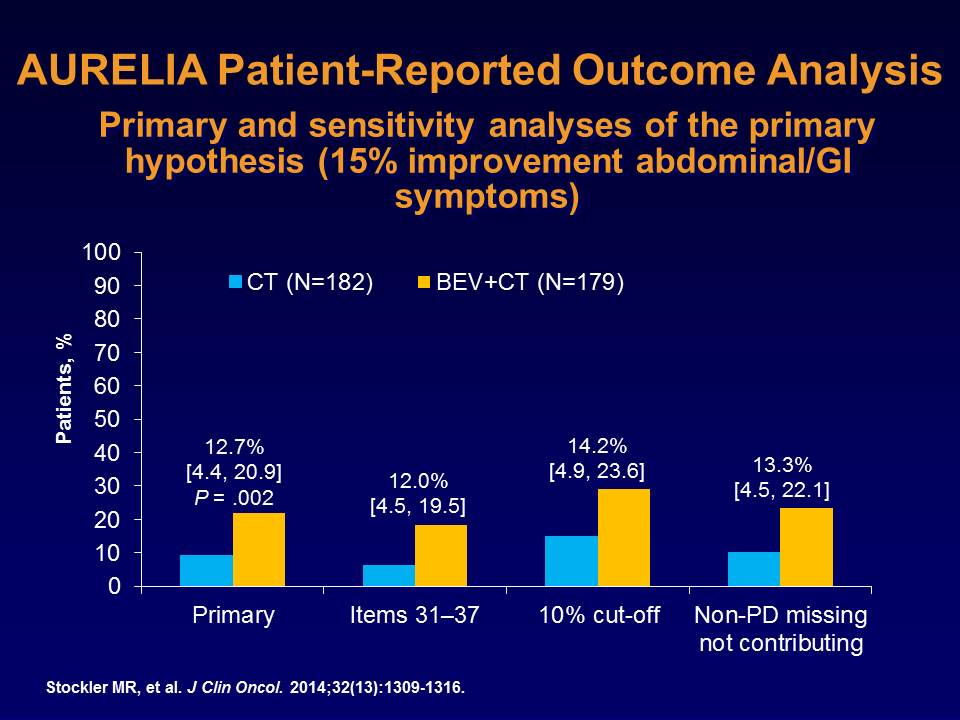 AURELIA Patient-Reported Outcome Analysis
Primary and sensitivity analyses of the primary
hypothesis (15% improvement abdominal/GI
symptoms)
CT (N=182)
BEV+CT (N=179)
Patients, %
100
90
80
70
60
50
40
30
20
10
0
12.7%
[4.4, 20.9]
P = .002
12.0%
[4.5, 19.5]
14.2%
[4.9, 23.6]
13.3%
[4.5, 22.1]
Primary
Items 31–37
10% cut-off
Non-PD missing
not contributing
Stockler MR, et al. J Clin Oncol. 2014;32(13):1309-1316.